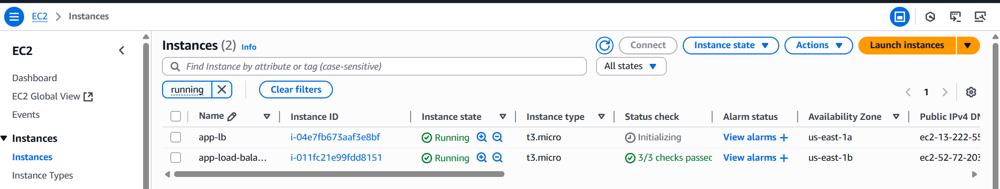 EC2 > Instances
EC2
Dashboard
EC2 Global View
Events
Instances
Instances
Instance Types
Instances (2) Info
Connect
Instance state
Actions
Launch instances
Find Instance by attribute or tag (case-sensitive)
All states
running
Clear filters
1
Name Instance ID Instance state Instance type Status check Alarm status Availability Zone Public IPv4 DN
app-lb i-04e7fb673aaf3e8bf Running t3.micro Initializing View alarms + us-east-1a ec2-13-222-55
app-load-bala... i-011fc21e99fdd8151 Running t3.micro 3/3 checks passec View alarms + us-east-1b ec2-52-72-203